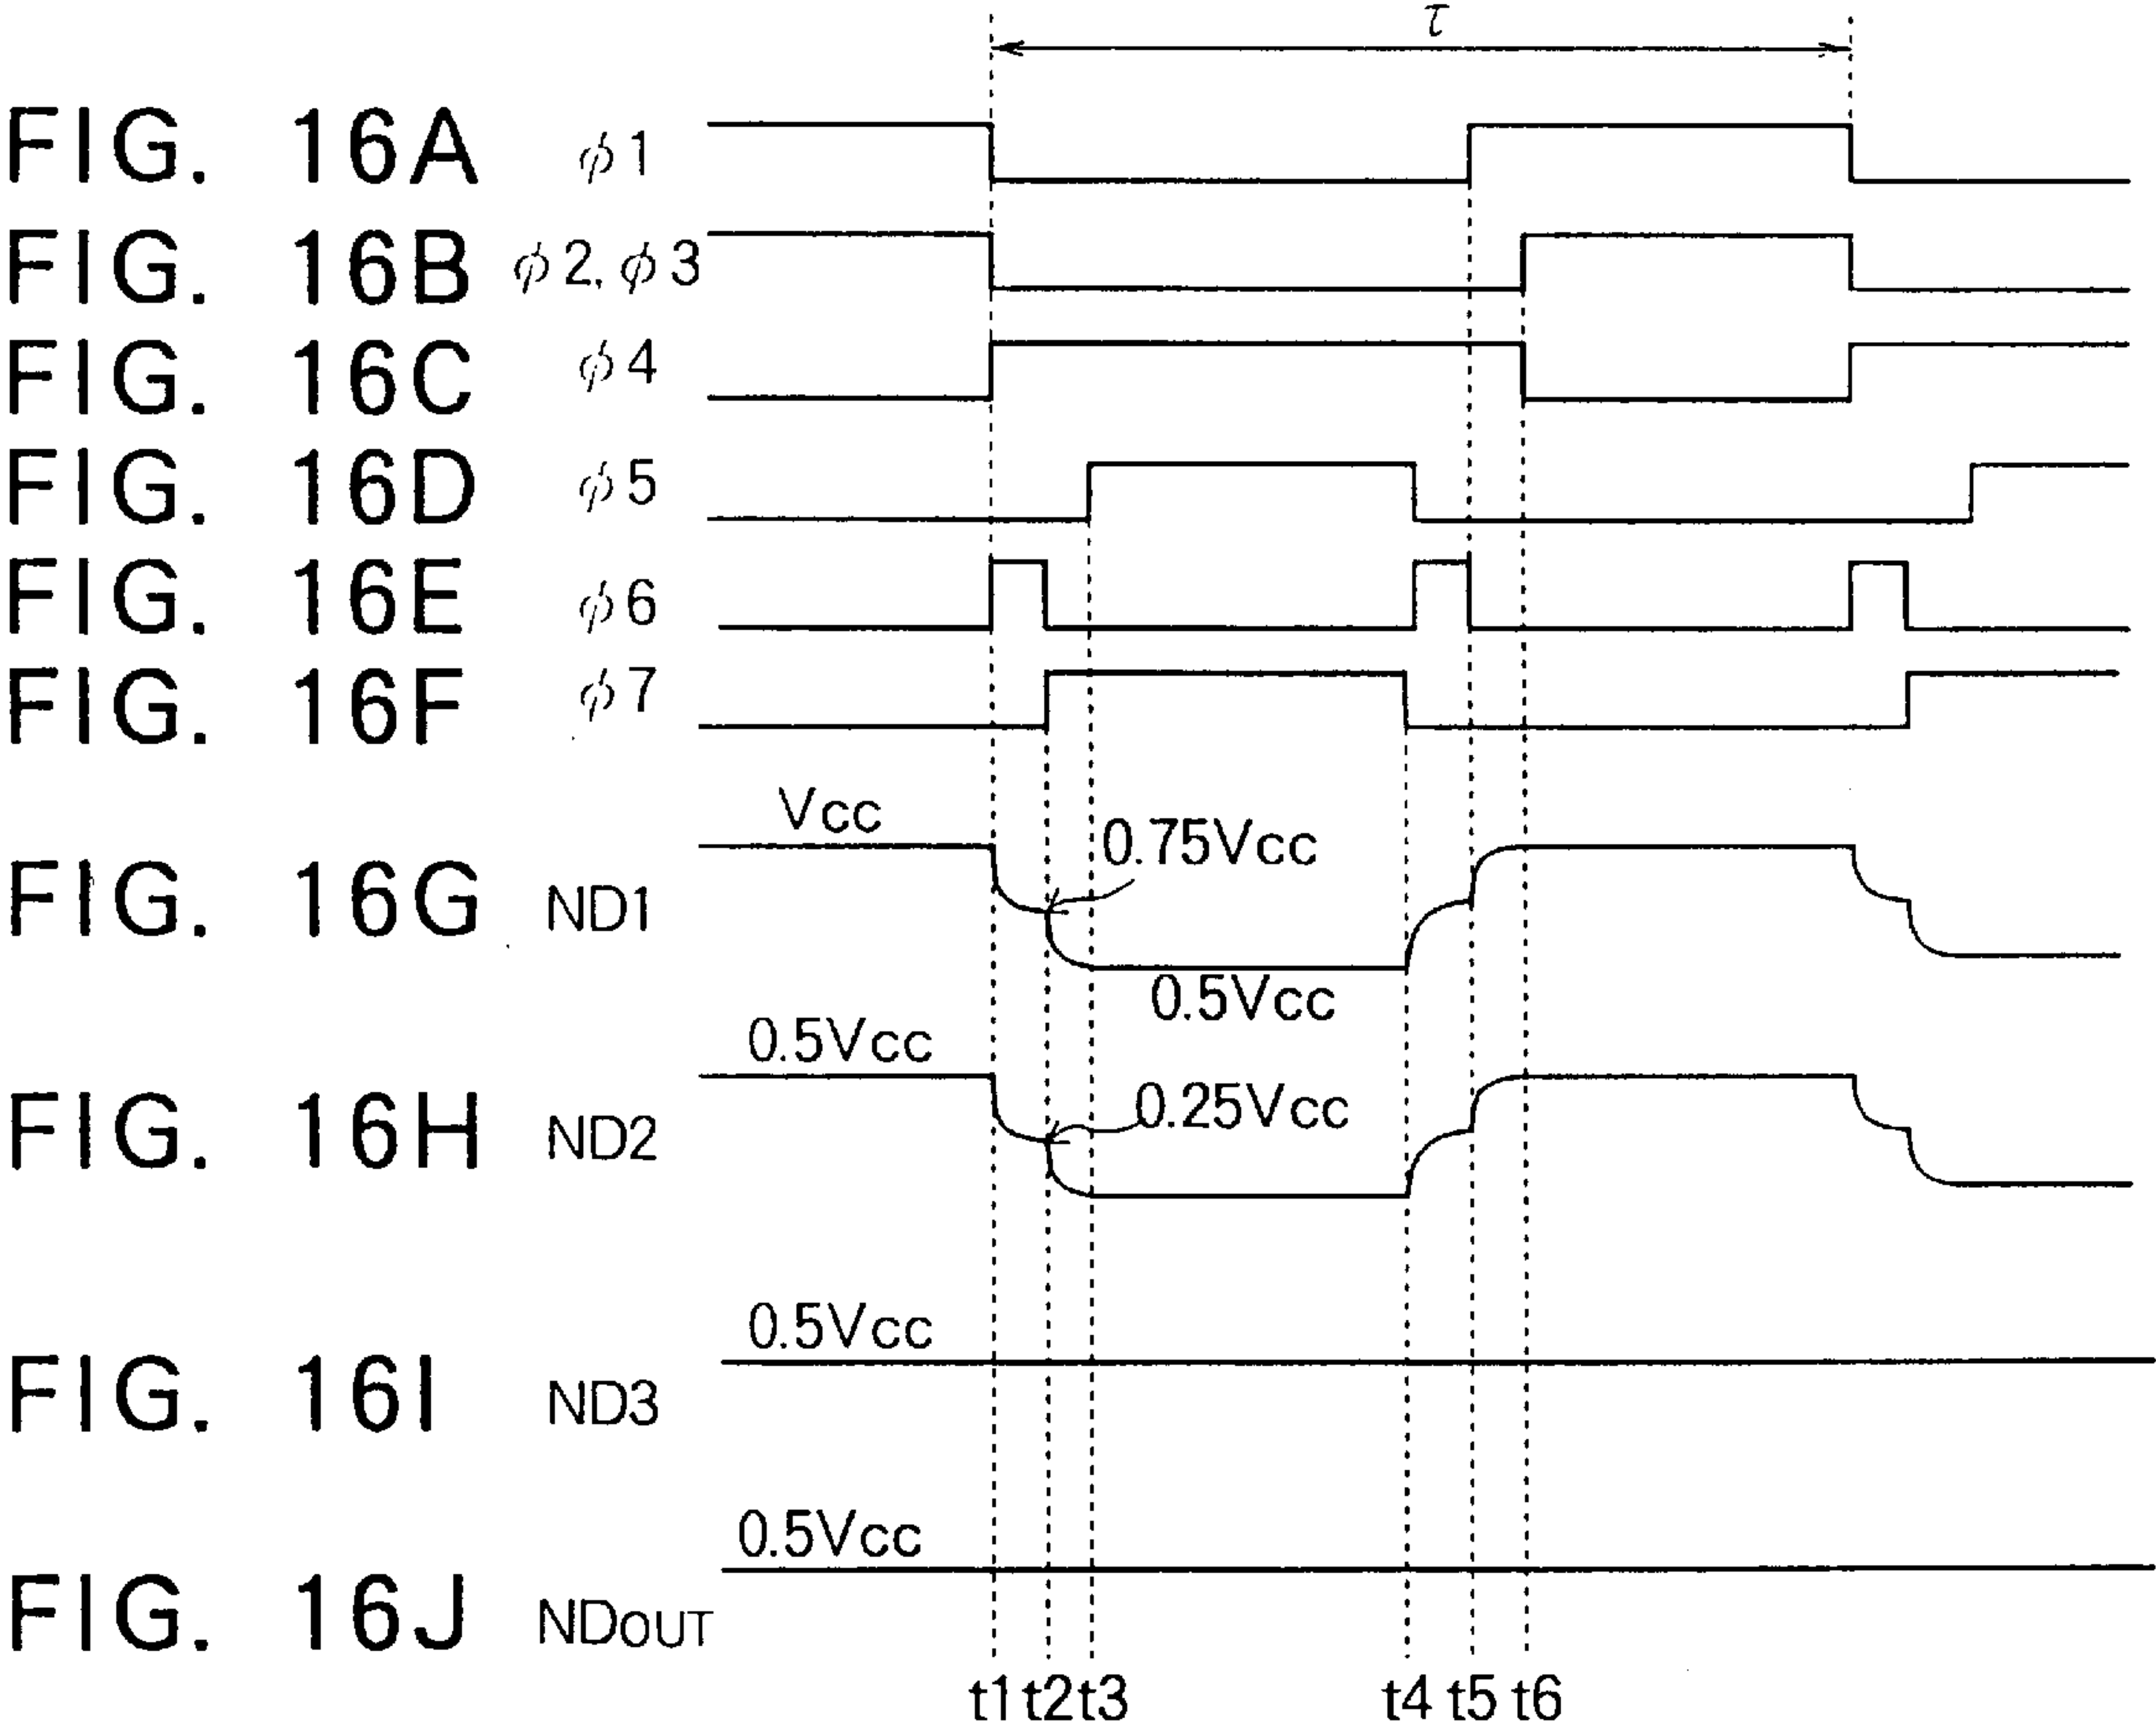 τ
FIG. 16A φ1
FIG. 16B φ2, φ3
FIG. 16C φ4
FIG. 16D φ5
FIG. 16E φ6
FIG. 16F φ7
Vcc
0.75Vcc
FIG. 16G ND1
0.5Vcc
0.5Vcc
0.25Vcc
FIG. 16H ND2
0.5Vcc
FIG. 16I ND3
0.5Vcc
FIG. 16J NDOUT
t1 t2 t3 t4 t5 t6